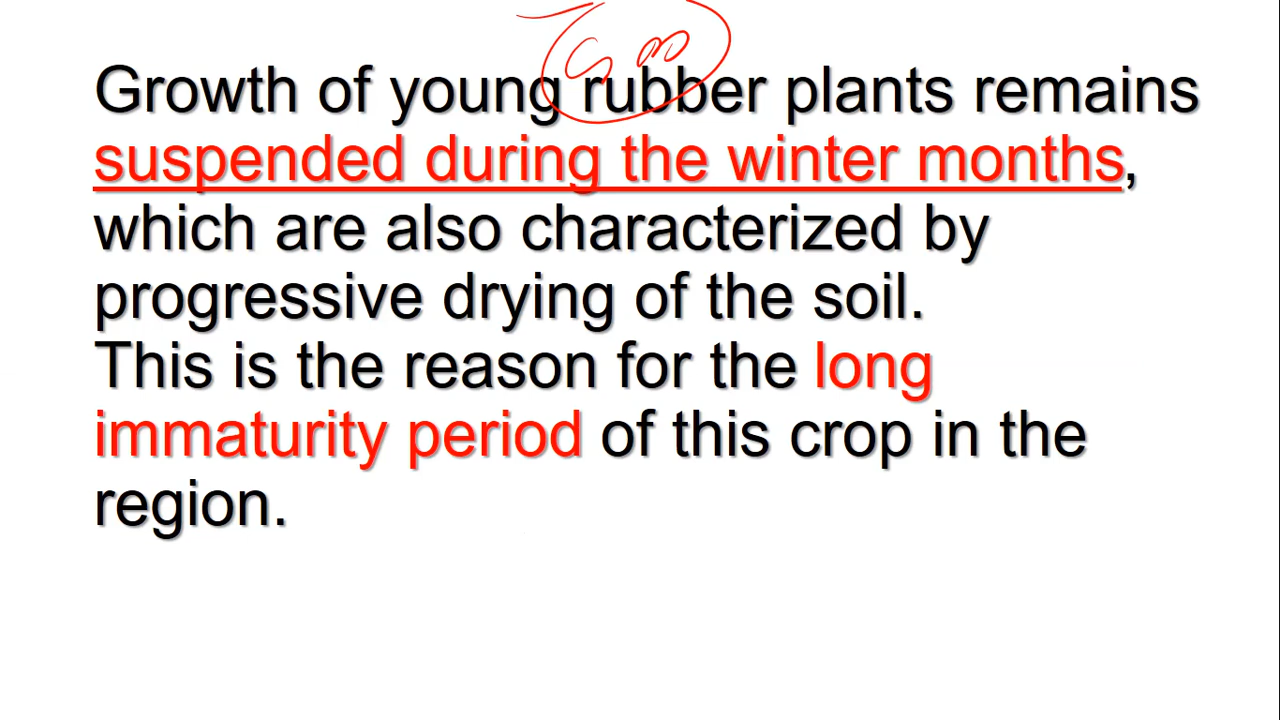 Growth of young rubber plants remains
suspended during the winter months,
which are also characterized by
progressive drying of the soil.
This is the reason for the long
immaturity period of this crop in the
region.